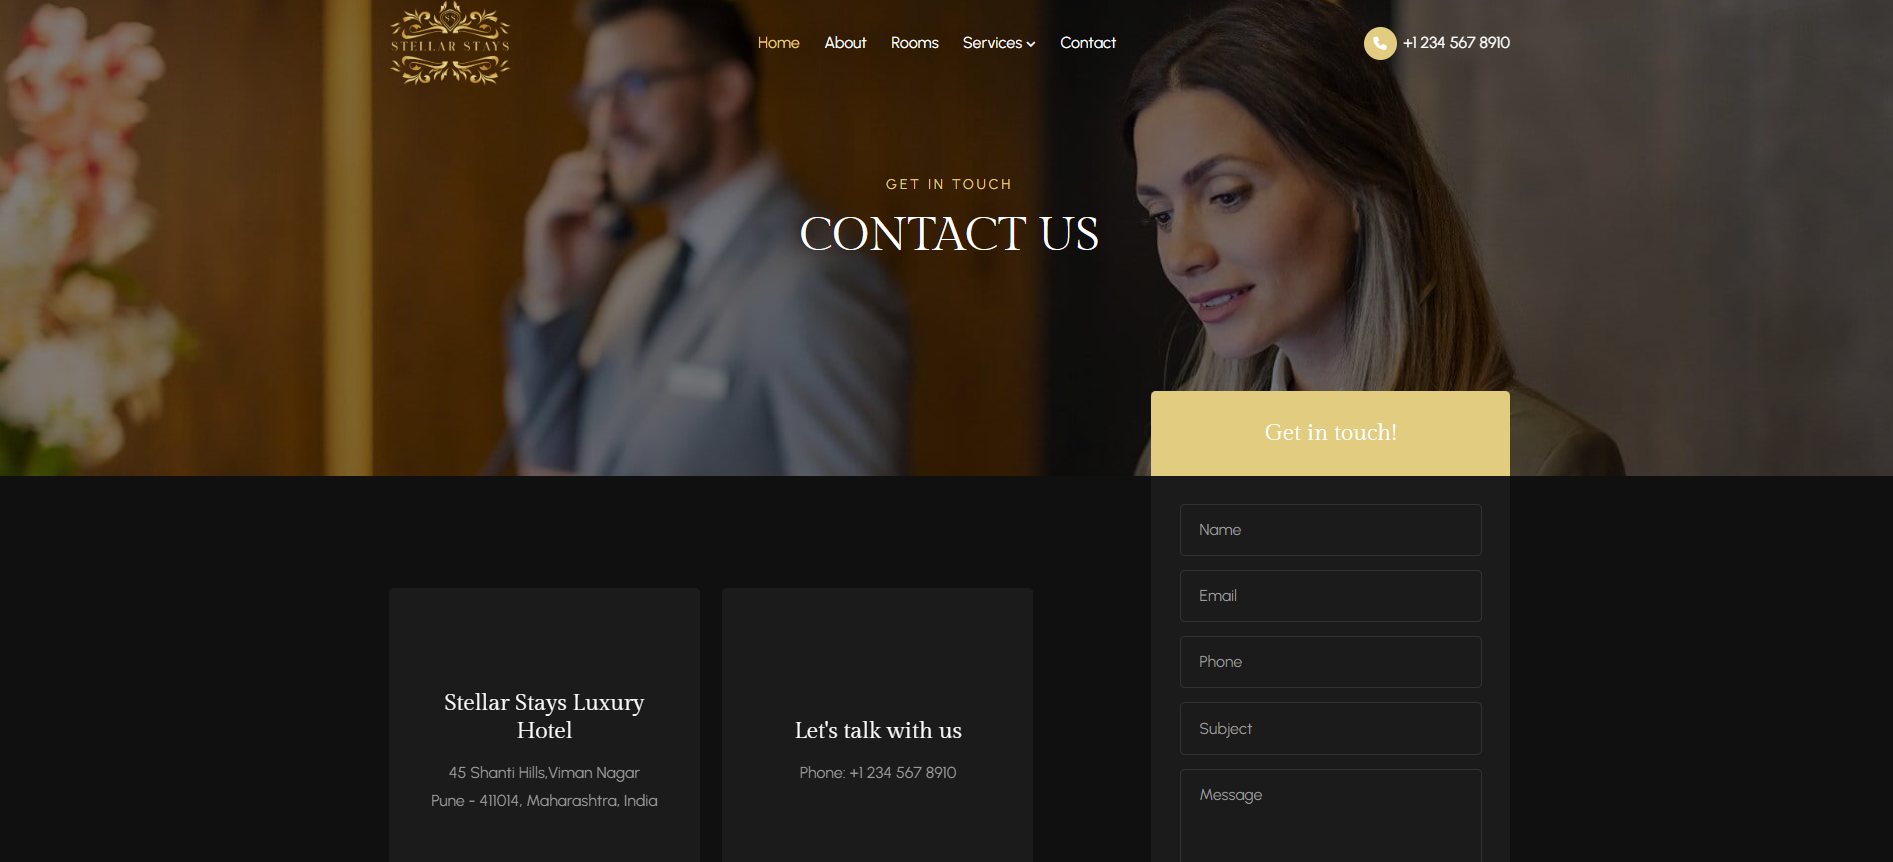 SS
STELLAR STAYS
Home About Rooms Services Contact
+1 234 567 8910
GET IN TOUCH
CONTACT US
Get in touch!
Name
Email
Phone
Subject
Message
Stellar Stays Luxury
Hotel
45 Shanti Hills,Viman Nagar
Pune - 411014, Maharashtra, India
Let's talk with us
Phone: +1 234 567 8910